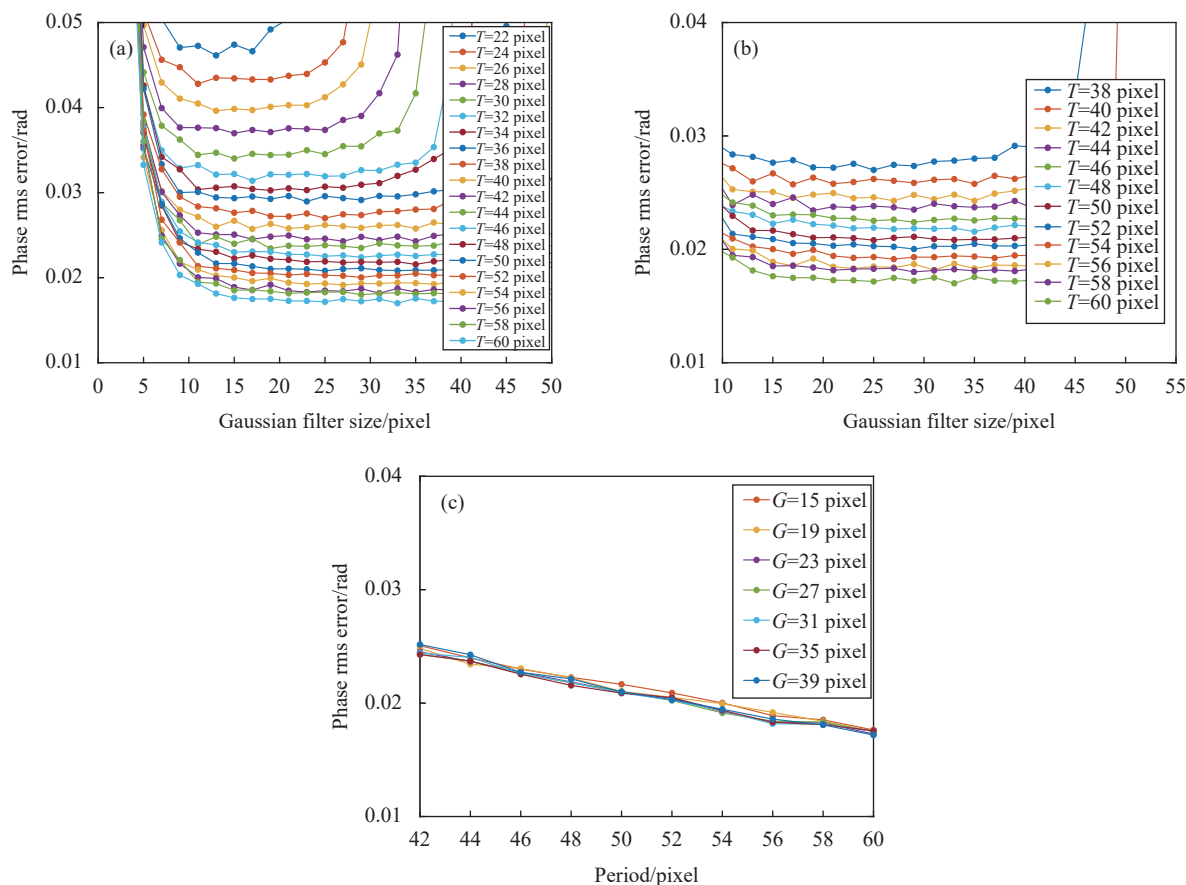 (a)
Phase rms error/rad
0.05
0.04
0.03
0.02
0.01
0 5 10 15 20 25 30 35 40 45 50
Gaussian filter size/pixel
T=22 pixel
T=24 pixel
T=26 pixel
T=28 pixel
T=30 pixel
T=32 pixel
T=34 pixel
T=36 pixel
T=38 pixel
T=40 pixel
T=42 pixel
T=44 pixel
T=46 pixel
T=48 pixel
T=50 pixel
T=52 pixel
T=54 pixel
T=56 pixel
T=58 pixel
T=60 pixel
(b)
Phase rms error/rad
0.04
0.03
0.02
0.01
10 15 20 25 30 35 40 45 50 55
Gaussian filter size/pixel
T=38 pixel
T=40 pixel
T=42 pixel
T=44 pixel
T=46 pixel
T=48 pixel
T=50 pixel
T=52 pixel
T=54 pixel
T=56 pixel
T=58 pixel
T=60 pixel
(c)
Phase rms error/rad
0.04
0.03
0.02
0.01
42 44 46 48 50 52 54 56 58 60
Period/pixel
G=15 pixel
G=19 pixel
G=23 pixel
G=27 pixel
G=31 pixel
G=35 pixel
G=39 pixel